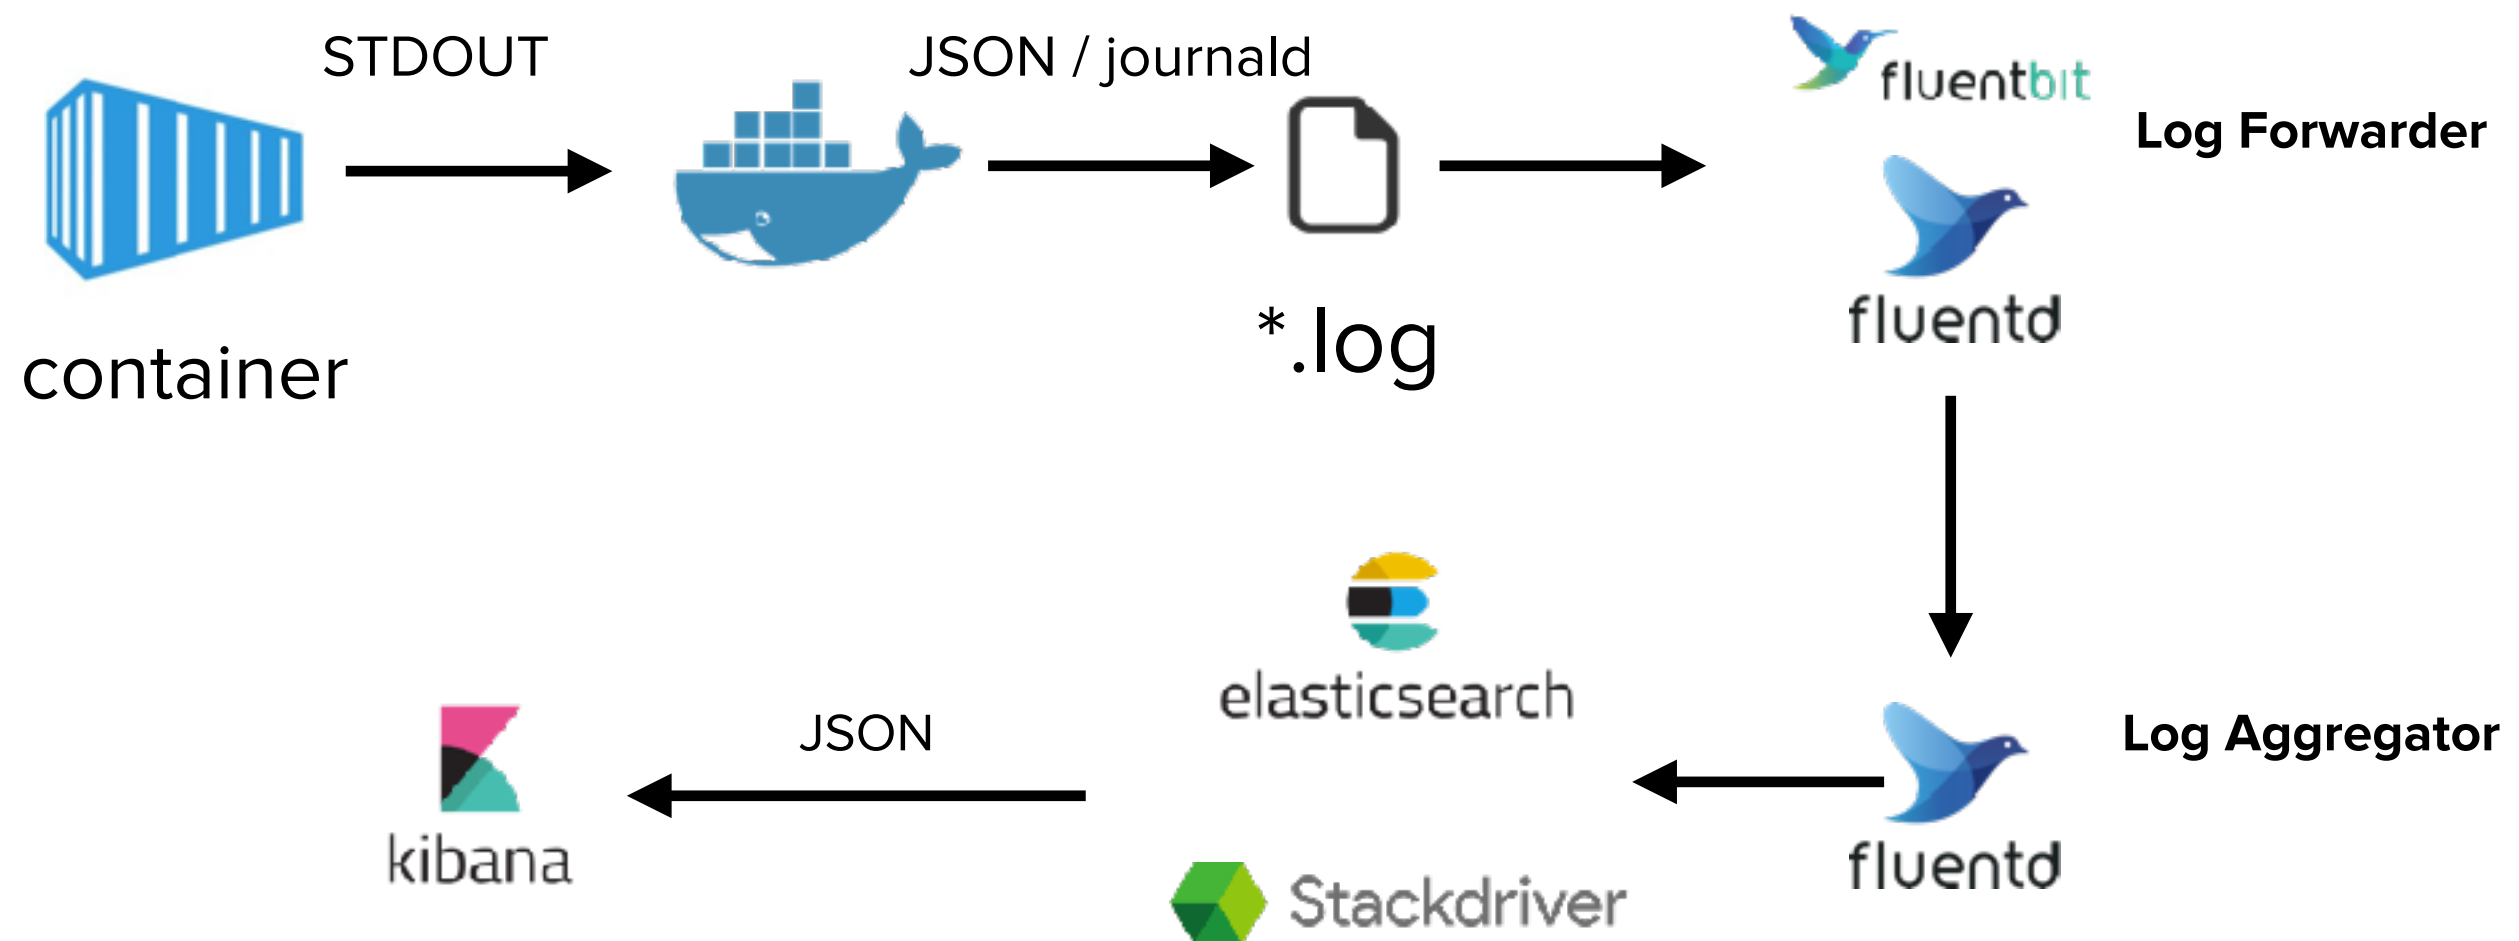 STDOUT
JSON / journald
fluentbit
Log Forwarder
fluentd
container
*.log
elasticsearch
JSON
Log Aggregator
kibana
fluentd
Stackdriver